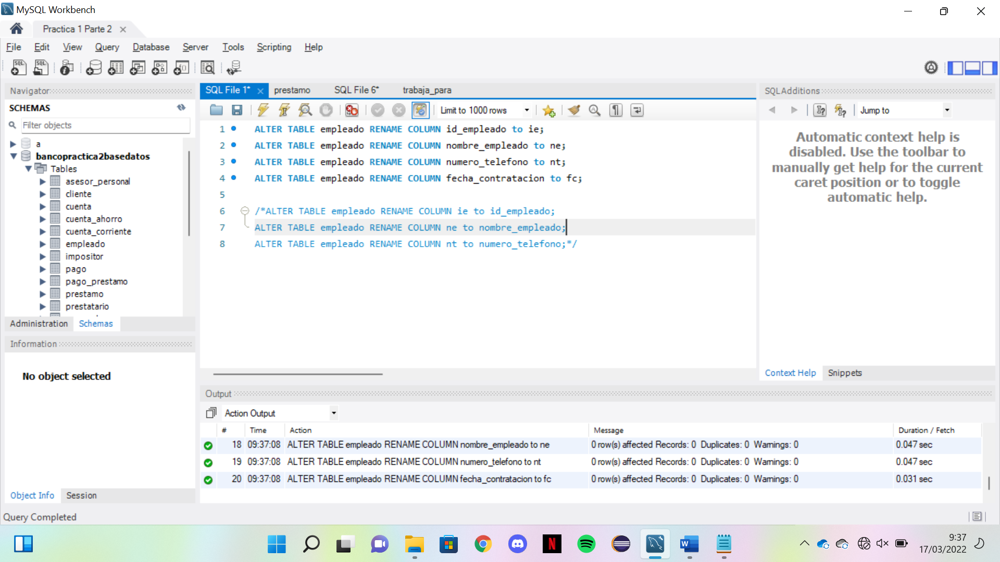 MySQL Workbench
Practica 1 Parte 2
File Edit View Query Database Server Tools Scripting Help
Navigator
SCHEMAS
Filter objects
a
bancopractica2basedatos
Tables
asesor_personal
cliente
cuenta
cuenta_ahorro
cuenta_corriente
empleado
impositor
pago
pago_prestamo
prestamo
prestatario
Administration Schemas
Information
No object selected
Object Info Session
Query Completed
SQL File 1* prestamo SQL File 6* trabaja_para
Limit to 1000 rows
1 ALTER TABLE empleado RENAME COLUMN id_empleado to ie;
2 ALTER TABLE empleado RENAME COLUMN nombre_empleado to ne;
3 ALTER TABLE empleado RENAME COLUMN numero_telefono to nt;
4 ALTER TABLE empleado RENAME COLUMN fecha_contratacion to fc;
5
6 /*ALTER TABLE empleado RENAME COLUMN ie to id_empleado;
7 ALTER TABLE empleado RENAME COLUMN ne to nombre_empleado;
8 ALTER TABLE empleado RENAME COLUMN nt to numero_telefono;*/
SQLAdditions
Jump to
Automatic context help is
disabled. Use the toolbar to
manually get help for the current
caret position or to toggle
automatic help.
Context Help Snippets
Output
Action Output
# Time Action Message Duration / Fetch
18 09:37:08 ALTER TABLE empleado RENAME COLUMN nombre_empleado to ne 0 row(s) affected Records: 0 Duplicates: 0 Warnings: 0 0.047 sec
19 09:37:08 ALTER TABLE empleado RENAME COLUMN numero_telefono to nt 0 row(s) affected Records: 0 Duplicates: 0 Warnings: 0 0.047 sec
20 09:37:08 ALTER TABLE empleado RENAME COLUMN fecha_contratacion to fc 0 row(s) affected Records: 0 Duplicates: 0 Warnings: 0 0.031 sec
9:37
17/03/2022